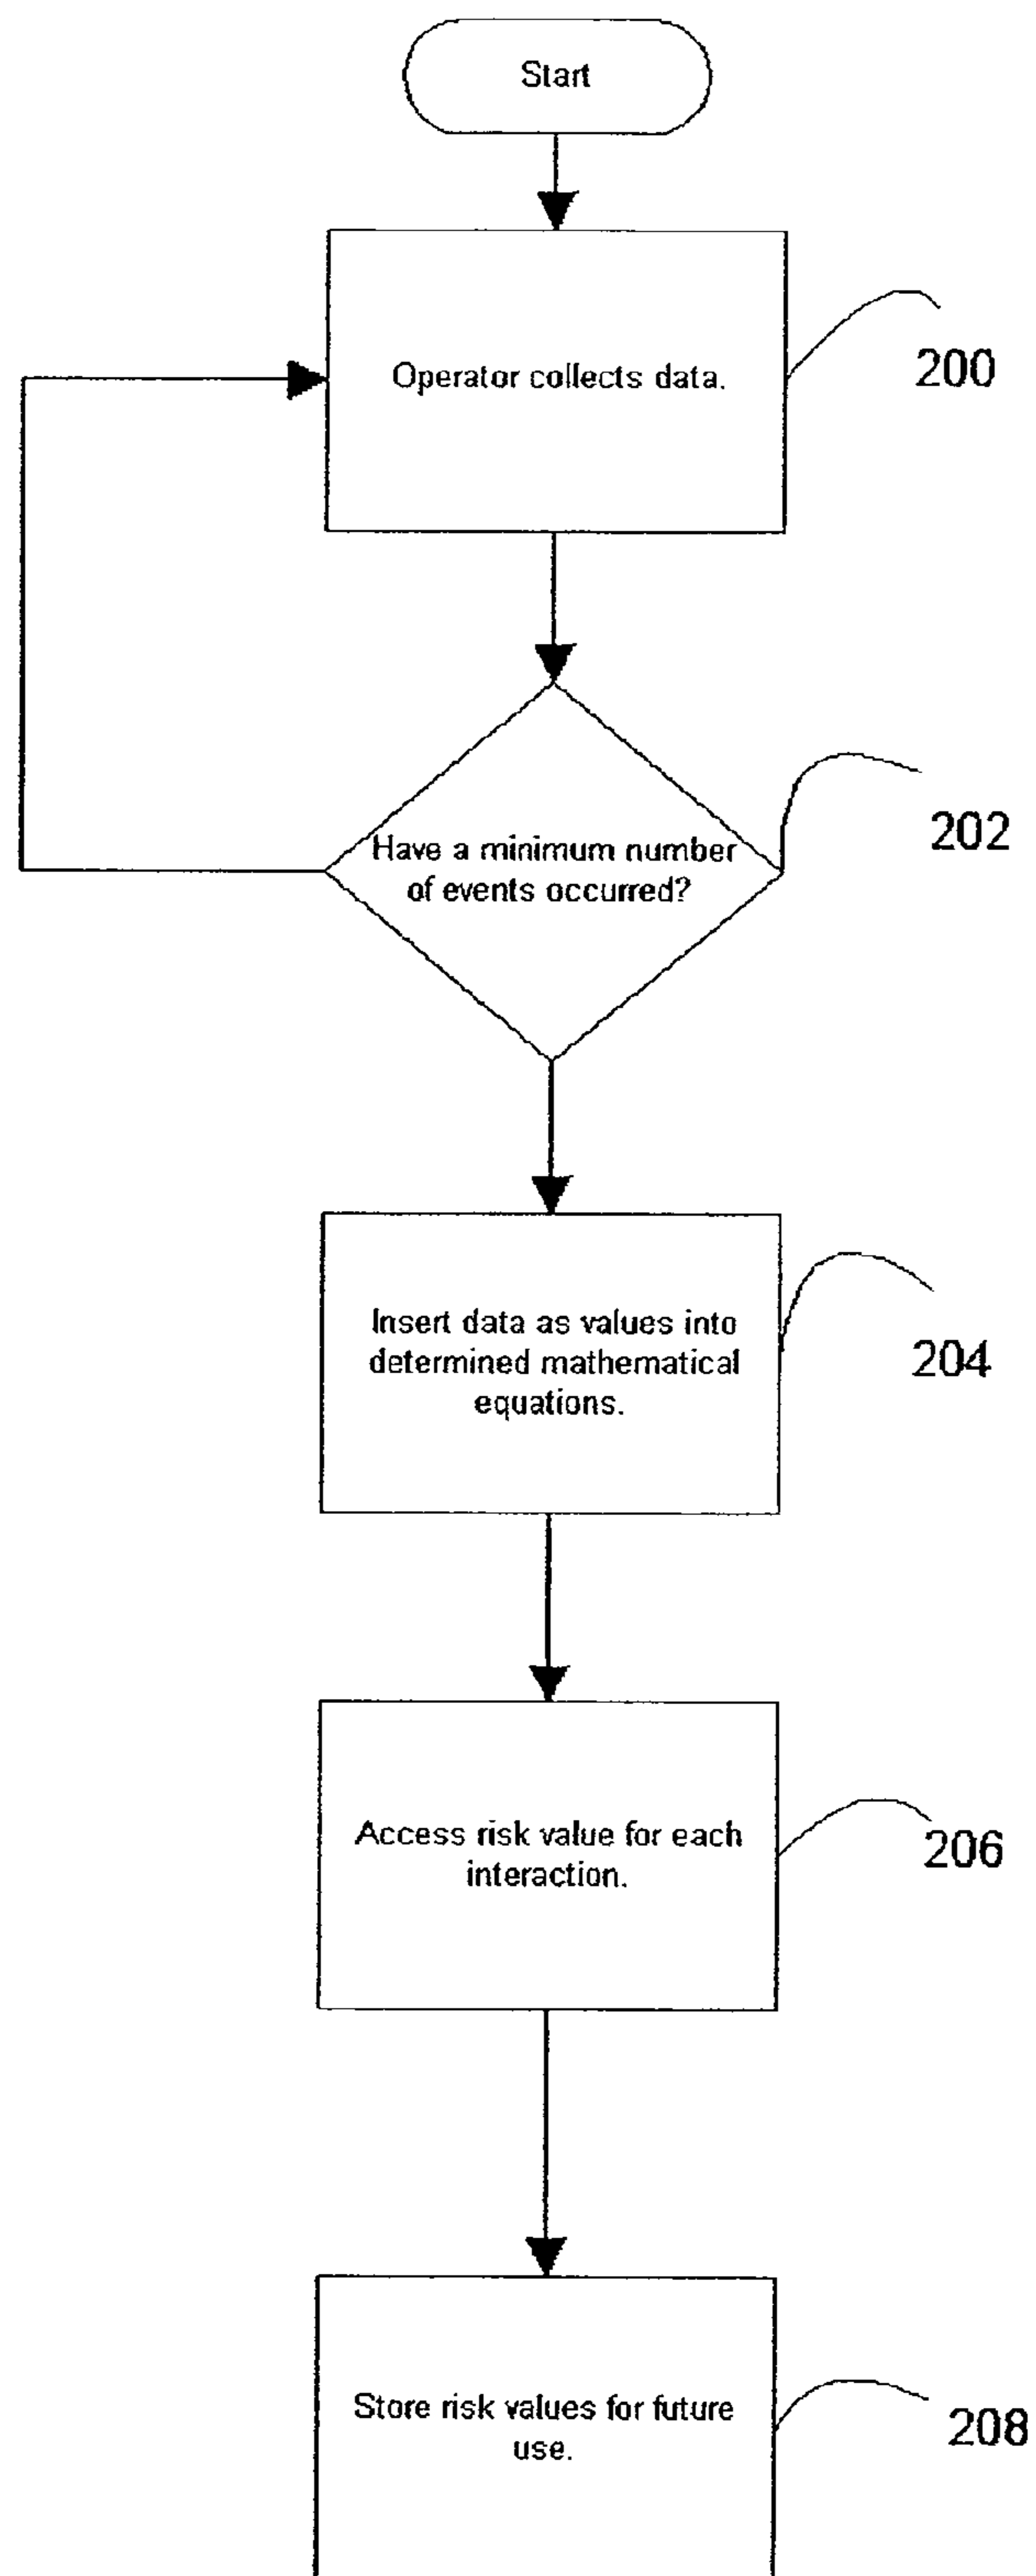 Start
Operator collects data.
200
Have a minimum number
of events occurred?
202
Insert data as values into
determined mathematical
equations.
204
Access risk value for each
interaction.
206
Store risk values for future
use.
208